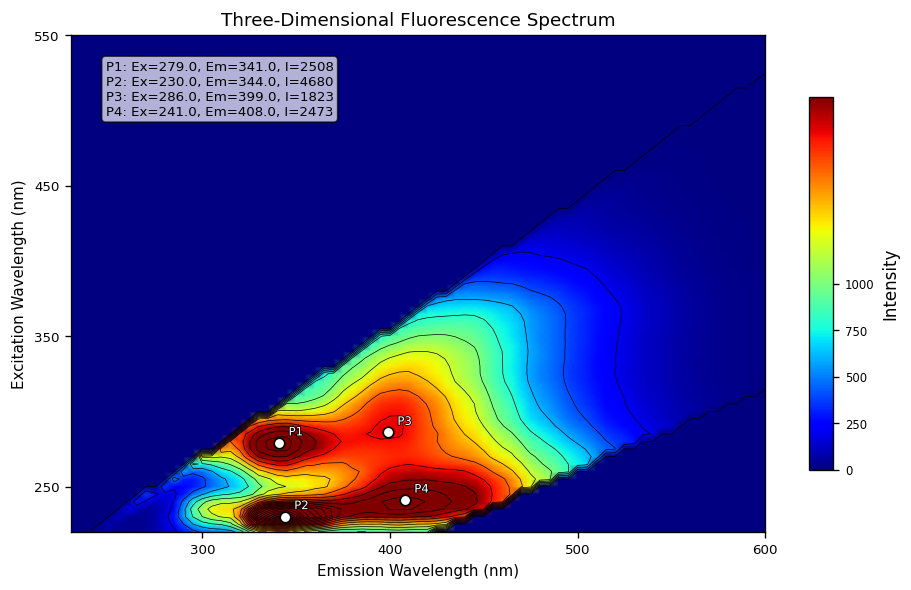 Three-Dimensional Fluorescence Spectrum
P1: Ex=279.0, Em=341.0, I=2508
P2: Ex=230.0, Em=344.0, I=4680
P3: Ex=286.0, Em=399.0, I=1823
P4: Ex=241.0, Em=408.0, I=2473
550
450
350
250
Excitation Wavelength (nm)
P1
P3
P2
P4
300
400
500
600
Emission Wavelength (nm)
1000
750
500
250
0
Intensity